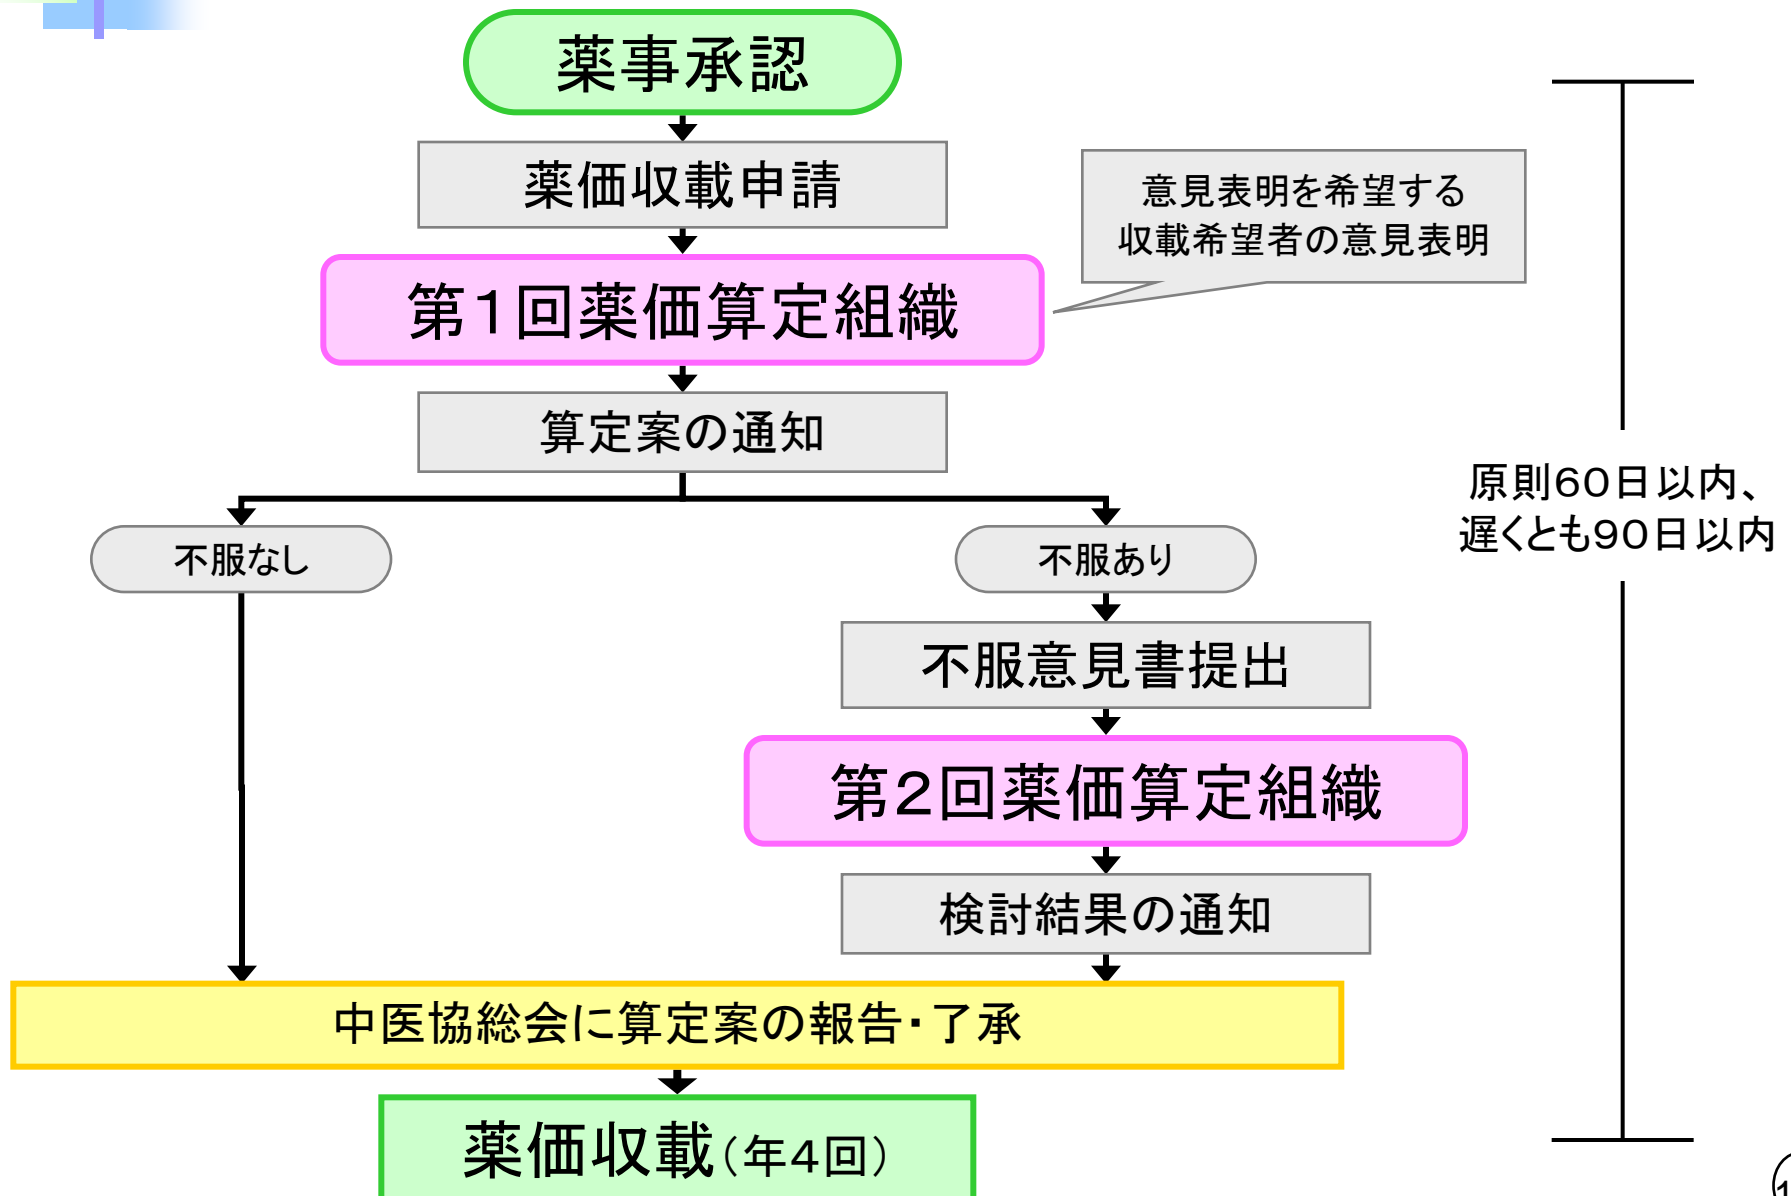 薬事承認
薬価収載申請
意見表明を希望する
収載希望者の意見表明
第1回薬価算定組織
算定案の通知
原則60日以内、
遅くとも90日以内
不服なし
不服あり
不服意見書提出
第2回薬価算定組織
検討結果の通知
中医協総会に算定案の報告・了承
薬価収載(年4回)